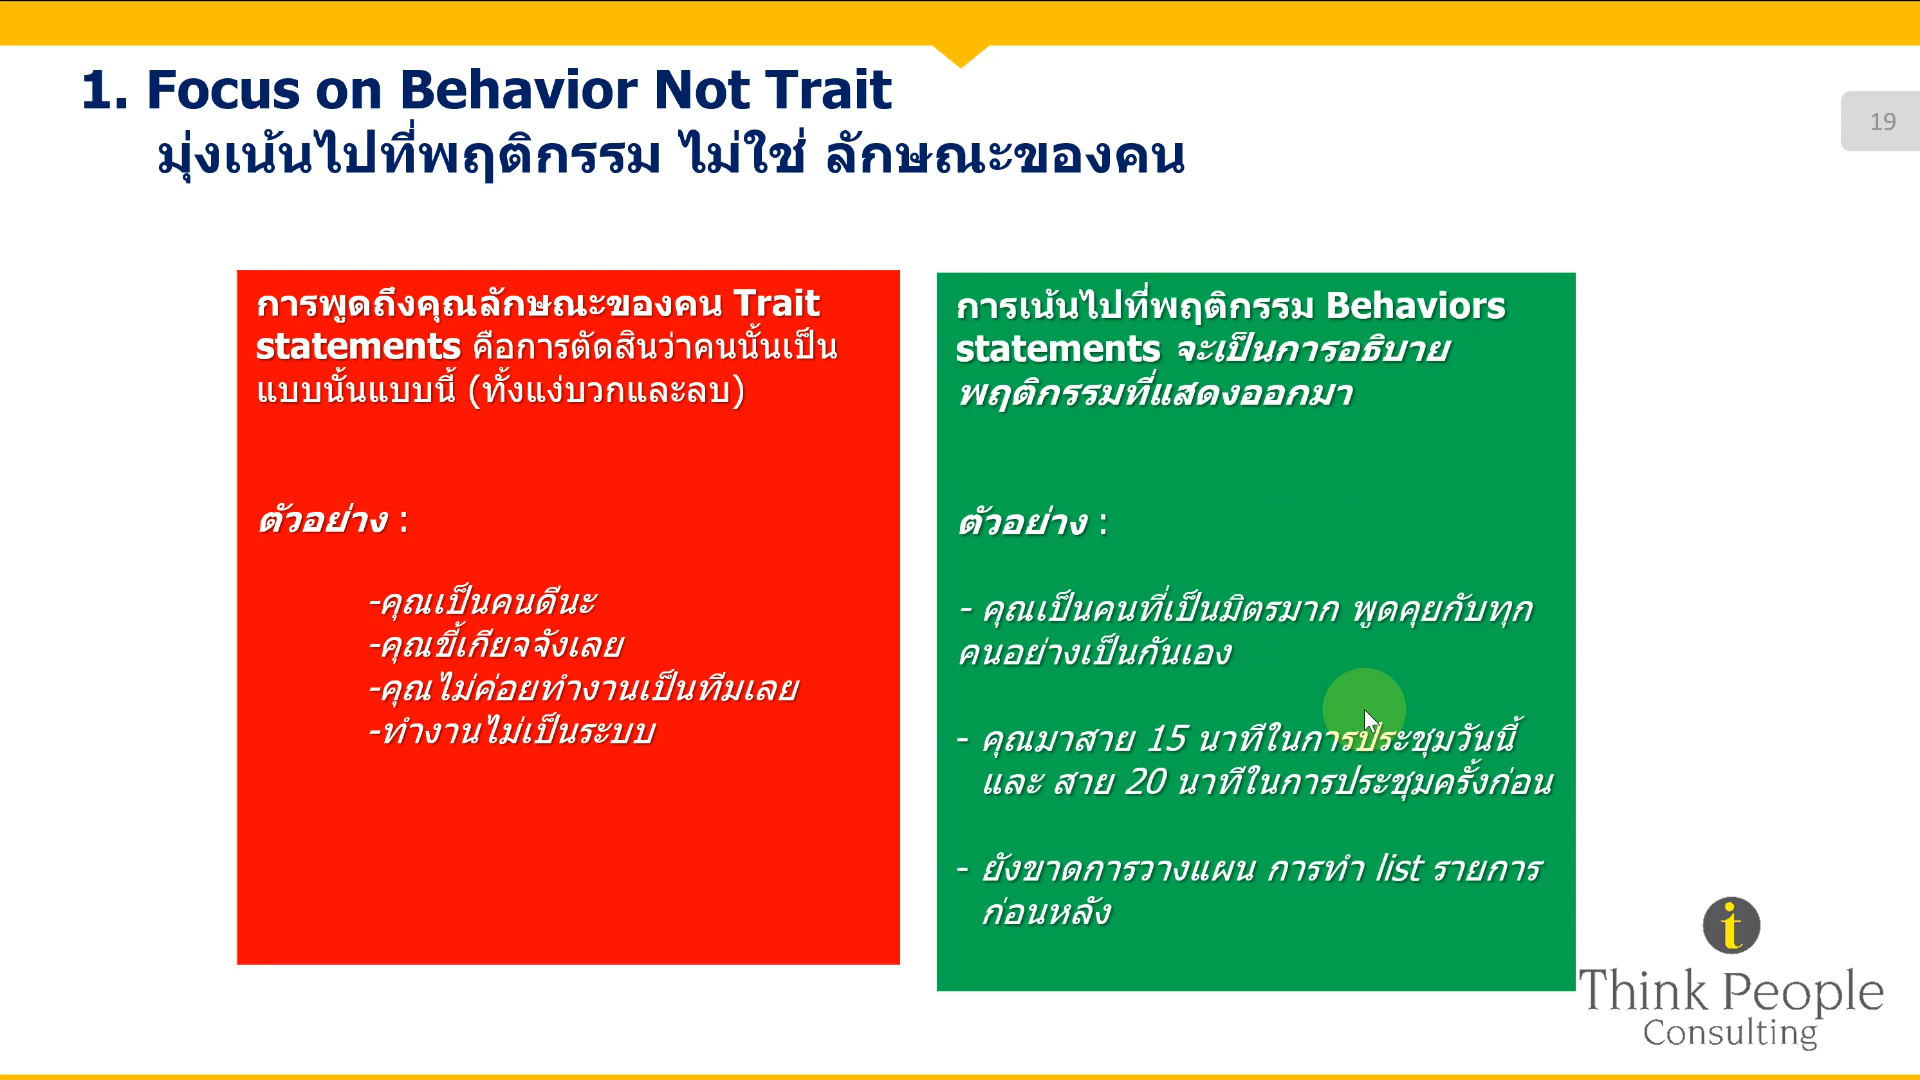 1. Focus on Behavior Not Trait
มุ่งเน้นไปที่พฤติกรรม ไม่ใช่ ลักษณะของคน
19
การพูดถึงคุณลักษณะของคน Trait
statements คือการตัดสินว่าคนนั้นเป็น
แบบนั้นแบบนี้ (ทั้งแง่บวกและลบ)
ตัวอย่าง :
-คุณเป็นคนดีนะ
-คุณขี้เกียจจังเลย
-คุณไม่ค่อยทำงานเป็นทีมเลย
-ทำงานไม่เป็นระบบ
การเน้นไปที่พฤติกรรม Behaviors
statements จะเป็นการอธิบาย
พฤติกรรมที่แสดงออกมา
ตัวอย่าง :
- คุณเป็นคนที่เป็นมิตรมาก พูดคุยกับทุก
คนอย่างเป็นกันเอง
- คุณมาสาย 15 นาทีในการประชุมวันนี้
และ สาย 20 นาทีในการประชุมครั้งก่อน
- ยังขาดการวางแผน การทำ list รายการ
ก่อนหลัง
Think People
Consulting